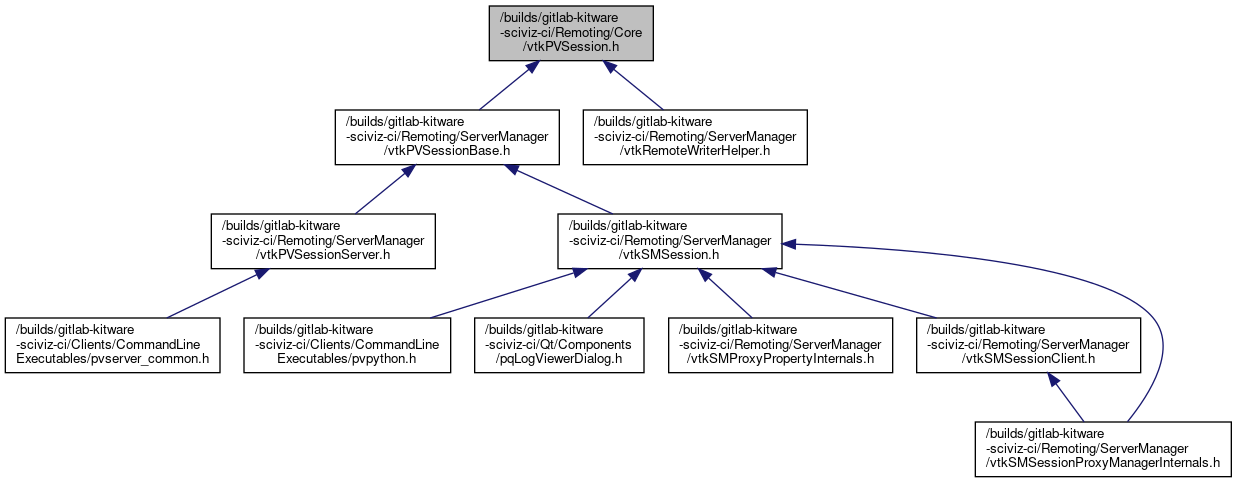 /builds/gitlab-kitware
-sciviz-ci/Remoting/Core
/vtkPVSession.h
/builds/gitlab-kitware
-sciviz-ci/Remoting/ServerManager
/vtkPVSessionBase.h
/builds/gitlab-kitware
-sciviz-ci/Remoting/ServerManager
/vtkRemoteWriterHelper.h
/builds/gitlab-kitware
-sciviz-ci/Remoting/ServerManager
/vtkPVSessionServer.h
/builds/gitlab-kitware
-sciviz-ci/Remoting/ServerManager
/vtkSMSession.h
/builds/gitlab-kitware
-sciviz-ci/Clients/CommandLine
Executables/pvserver_common.h
/builds/gitlab-kitware
-sciviz-ci/Clients/CommandLine
Executables/pvpython.h
/builds/gitlab-kitware
-sciviz-ci/Qt/Components
/pqLogViewerDialog.h
/builds/gitlab-kitware
-sciviz-ci/Remoting/ServerManager
/vtkSMProxyPropertyInternals.h
/builds/gitlab-kitware
-sciviz-ci/Remoting/ServerManager
/vtkSMSessionClient.h
/builds/gitlab-kitware
-sciviz-ci/Remoting/ServerManager
/vtkSMSessionProxyManagerInternals.h